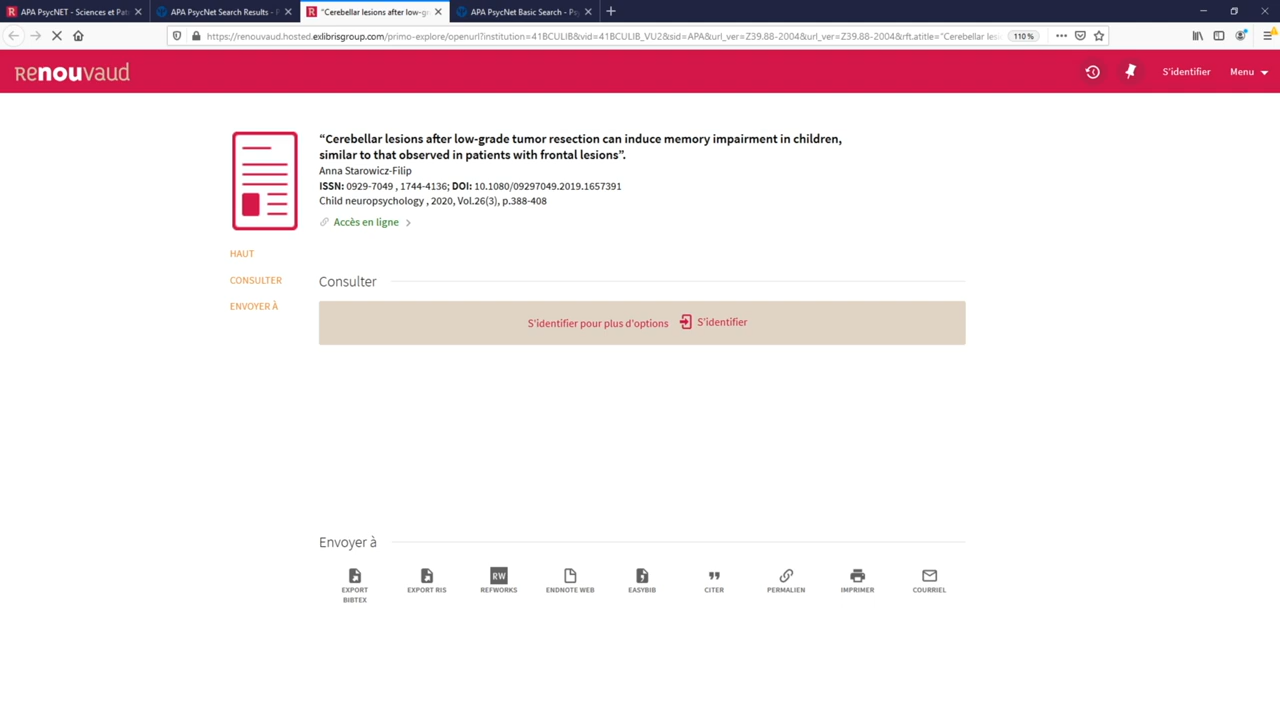 APA PsycNET - Sciences et Pat
APA PsycNet Search Results - P
"Cerebellar lesions after low-g
APA PsycNet Basic Search - Psy
https://renouvaud.hosted.exlibrisgroup.com/primo-explore/openurl?institution=41BCULIB&vid=41BCULIB_VU2&sid=APA&url_ver=Z39.88-2004&url_ver=Z39.88-2004&rft.atitle="Cerebellar les
110 %
Renouvaud
S'identifier
Menu
“Cerebellar lesions after low-grade tumor resection can induce memory impairment in children,
similar to that observed in patients with frontal lesions”.
Anna Starowicz-Filip
ISSN: 0929-7049 , 1744-4136; DOI: 10.1080/09297049.2019.1657391
Child neuropsychology , 2020, Vol.26(3), p.388-408
Accès en ligne
HAUT
CONSULTER
ENVOYER À
Consulter
S'identifier pour plus d'options S'identifier
Envoyer à
RW
EXPORT
BIBTEX
EXPORT RIS
REFWORKS
ENDNOTE WEB
EASYBIB
CITER
PERMALIEN
IMPRIMER
COURRIEL